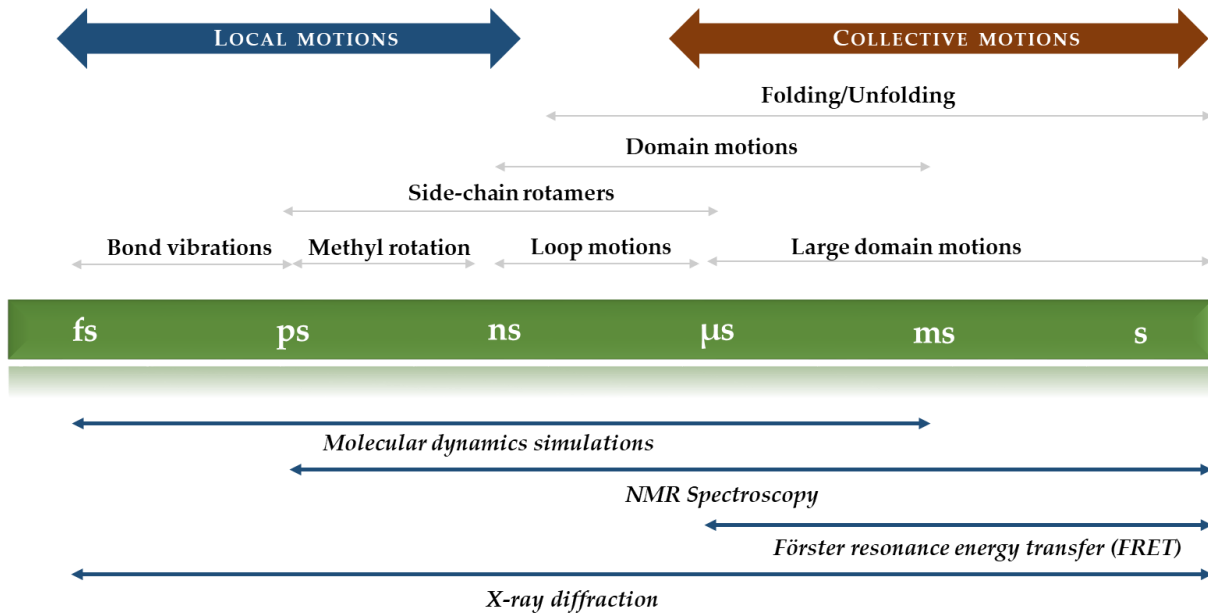 LOCAL MOTIONS
COLLECTIVE MOTIONS
Folding/Unfolding
Domain motions
Side-chain rotamers
Bond vibrations
Methyl rotation
Loop motions
Large domain motions
fs
ps
ns
μs
ms
s
Molecular dynamics simulations
NMR Spectroscopy
Förster resonance energy transfer (FRET)
X-ray diffraction